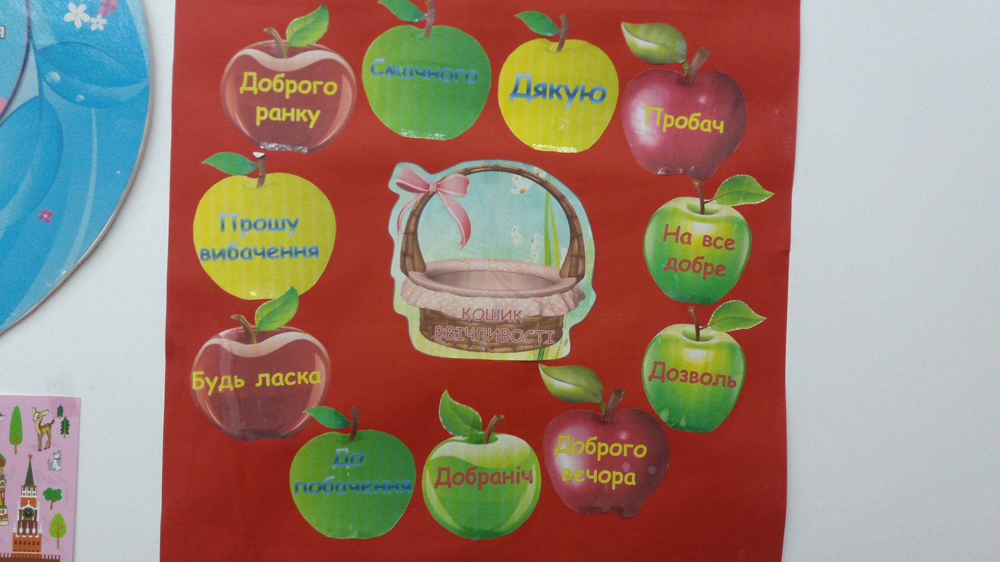 Доброго
ранку
Смачного
Дякую
Пробач
Прошу
вибачення
КОШИК
ВВІЧЛИВОСТІ
На все
добре
Будь ласка
Дозволь
До
побачення
Добраніч
Доброго
вечора
я